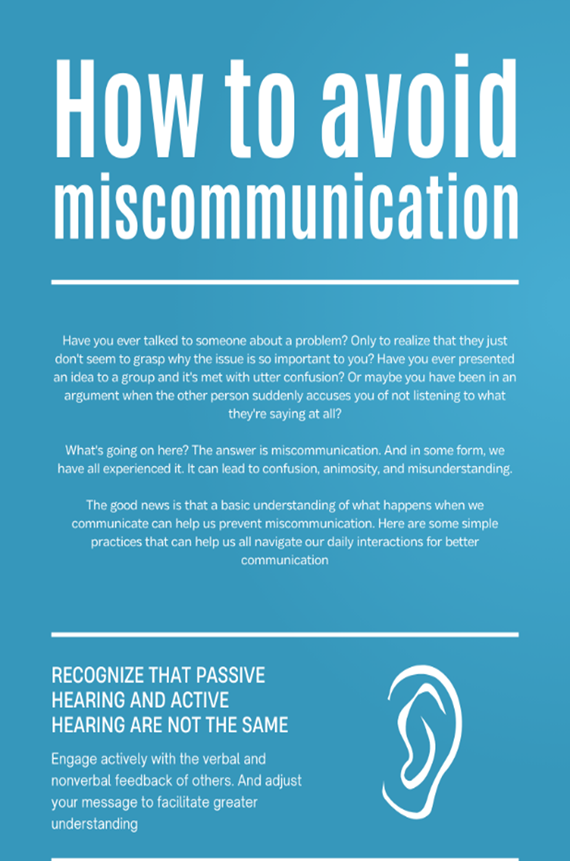 How to avoid
miscommunication
Have you ever talked to someone about a problem? Only to realize that they just
don't seem to grasp why the issue is so important to you? Have you ever presented
an idea to a group and it's met with utter confusion? Or maybe you have been in an
argument when the other person suddenly accuses you of not listening to what
they're saying at all?
What's going on here? The answer is miscommunication. And in some form, we
have all experienced it. It can lead to confusion, animosity, and misunderstanding.
The good news is that a basic understanding of what happens when we
communicate can help us prevent miscommunication. Here are some simple
practices that can help us all navigate our daily interactions for better
communication
RECOGNIZE THAT PASSIVE
HEARING AND ACTIVE
HEARING ARE NOT THE SAME
Engage actively with the verbal and
nonverbal feedback of others. And adjust
your message to facilitate greater
understanding